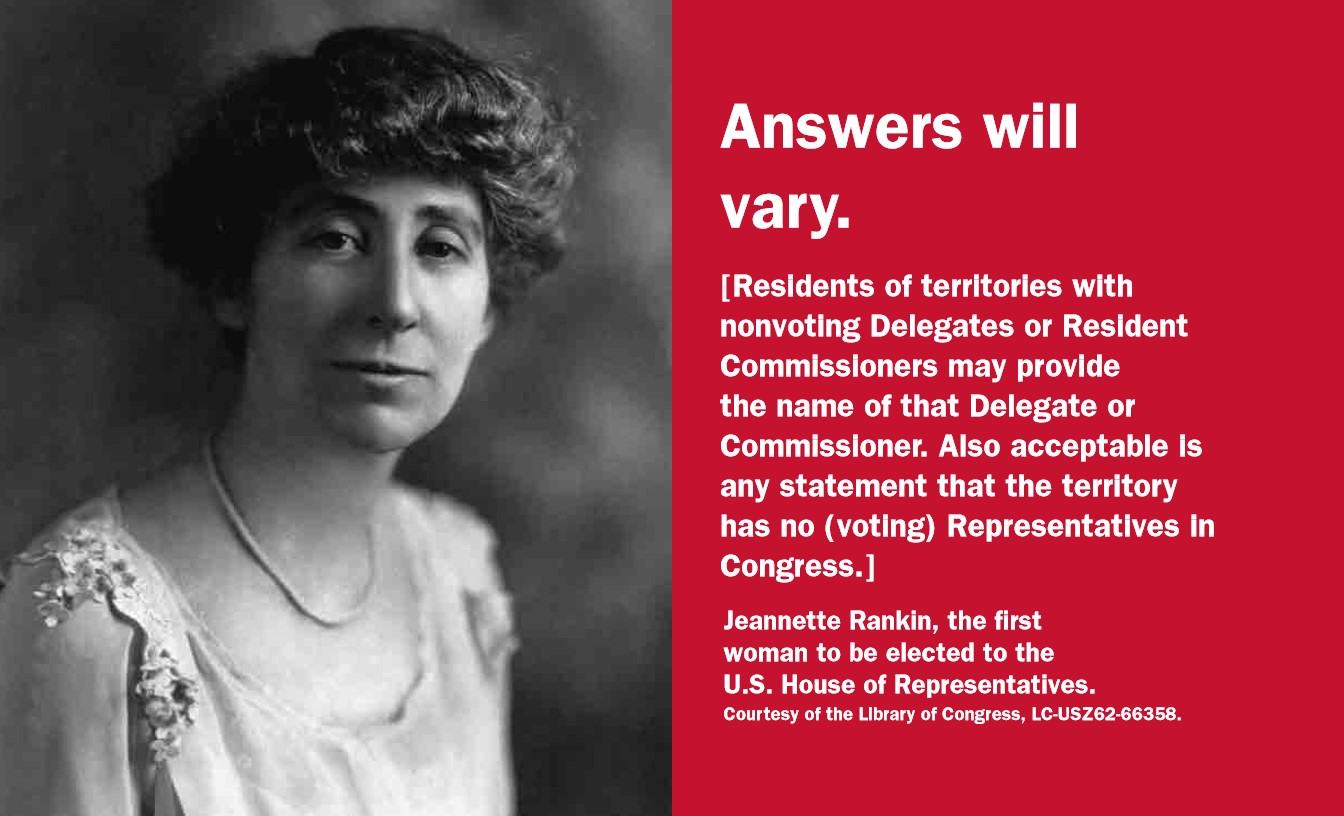 Answers will
vary.
[Residents of territories with
nonvoting Delegates or Resident
Commissioners may provide
the name of that Delegate or
Commissioner. Also acceptable is
any statement that the territory
has no (voting) Representatives in
Congress.]
Jeannette Rankin, the first
woman to be elected to the
U.S. House of Representatives.
Courtesy of the Library of Congress, LC-USZ62-66358.